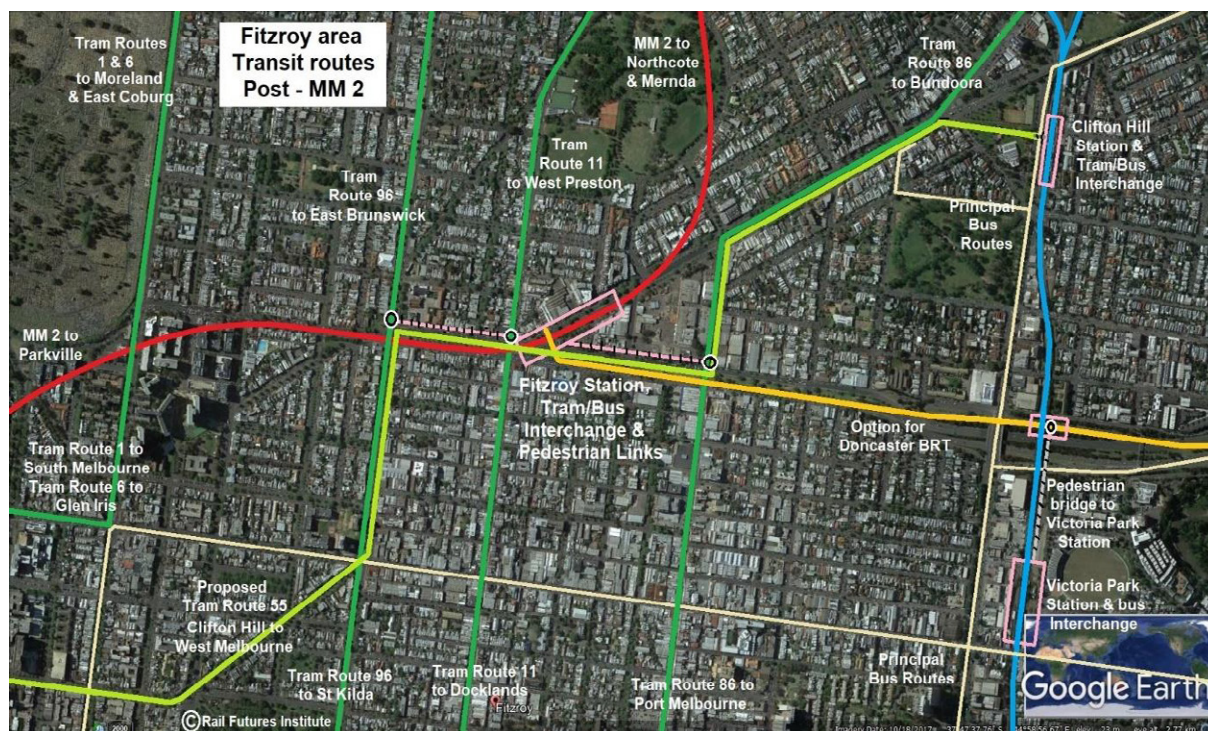 Tram Routes
1 & 6
to Moreland
& East Coburg
Fitzroy area
Transit routes
Post - MM 2
MM 2 to
Northcote
& Mernda
Tram
Route 86
to Bundoora
Clifton Hill
Station &
Tram/Bus
Interchange
Tram
Route 11
to West Preston
Tram
Route 96
to East Brunswick
Principal
Bus
Routes
MM 2 to
Parkville
Fitzroy Station,
Tram/Bus
Interchange &
Pedestrian Links
Option for
Doncaster BRT
Tram Route 1 to
South Melbourne
Tram Route 6 to
Glen Iris
Pedestrian
bridge to
Victoria Park
Station
Proposed
Tram Route 55
Clifton Hill to
West Melbourne
Victoria Park
Station & bus
Interchange
Tram Route 96
to St Kilda
Tram Route 11
to Docklands
Tram Route 86 to
Port Melbourne
Principal
Bus Routes
Google Earth
Fitzroy
©Rail Futures Institute
2000
Imagery Date: 10/18/2017